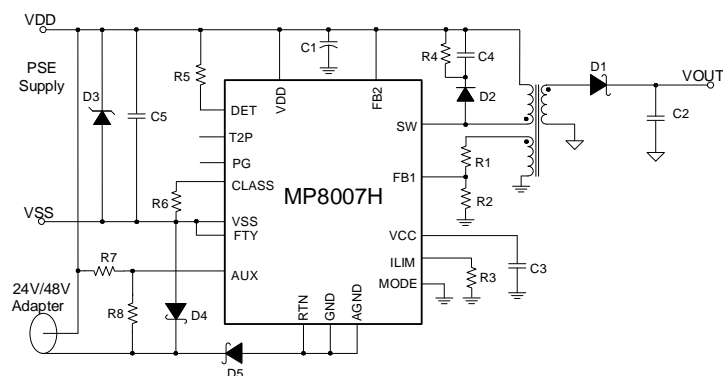 VDD
PSE
Supply
D3
C5
R5
DET
T2P
PG
CLASS
R6
VSS
VSS
FTY
R7
AUX
24V/48V
Adapter
R8
D4
D5
VDD
C1
FB2
MP8007H
RTN
GND
AGND
R4
C4
D2
SW
R1
FB1
R2
VCC
ILIM
R3
MODE
C3
D1
VOUT
C2